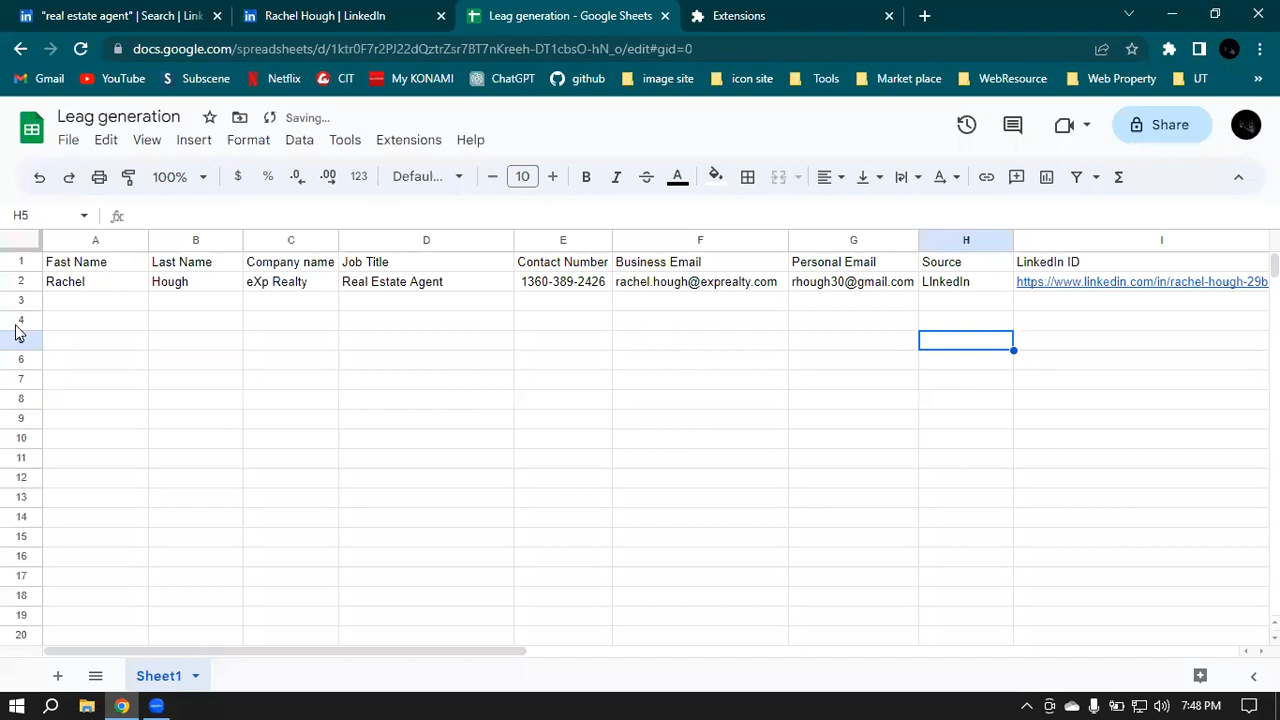 "real estate agent" | Search | Link
Rachel Hough | LinkedIn
Leag generation - Google Sheets
Extensions
docs.google.com/spreadsheets/d/1ktr0F7r2PJ22dQztrZsr7BT7nKreeh-DT1cbsO-hN_o/edit#gid=0
Gmail YouTube Subscene Netflix CIT My KONAMI ChatGPT github image site icon site Tools Market place WebResource Web Property UT
Leag generation Saving...
File Edit View Insert Format Data Tools Extensions Help
Share
100% $ % .0 .00 123 Defaul... 10 B I A
H5 fx
A B C D E F G H I
1 Fast Name Last Name Company name Job Title Contact Number Business Email Personal Email Source LinkedIn ID
2 Rachel Hough eXp Realty Real Estate Agent 1360-389-2426 rachel.hough@exprealty.com rhough30@gmail.com LInkedIn https://www.linkedin.com/in/rachel-hough-29b
3
4
6
7
8
9
10
11
12
13
14
15
16
17
18
19
20
Sheet1
7:48 PM